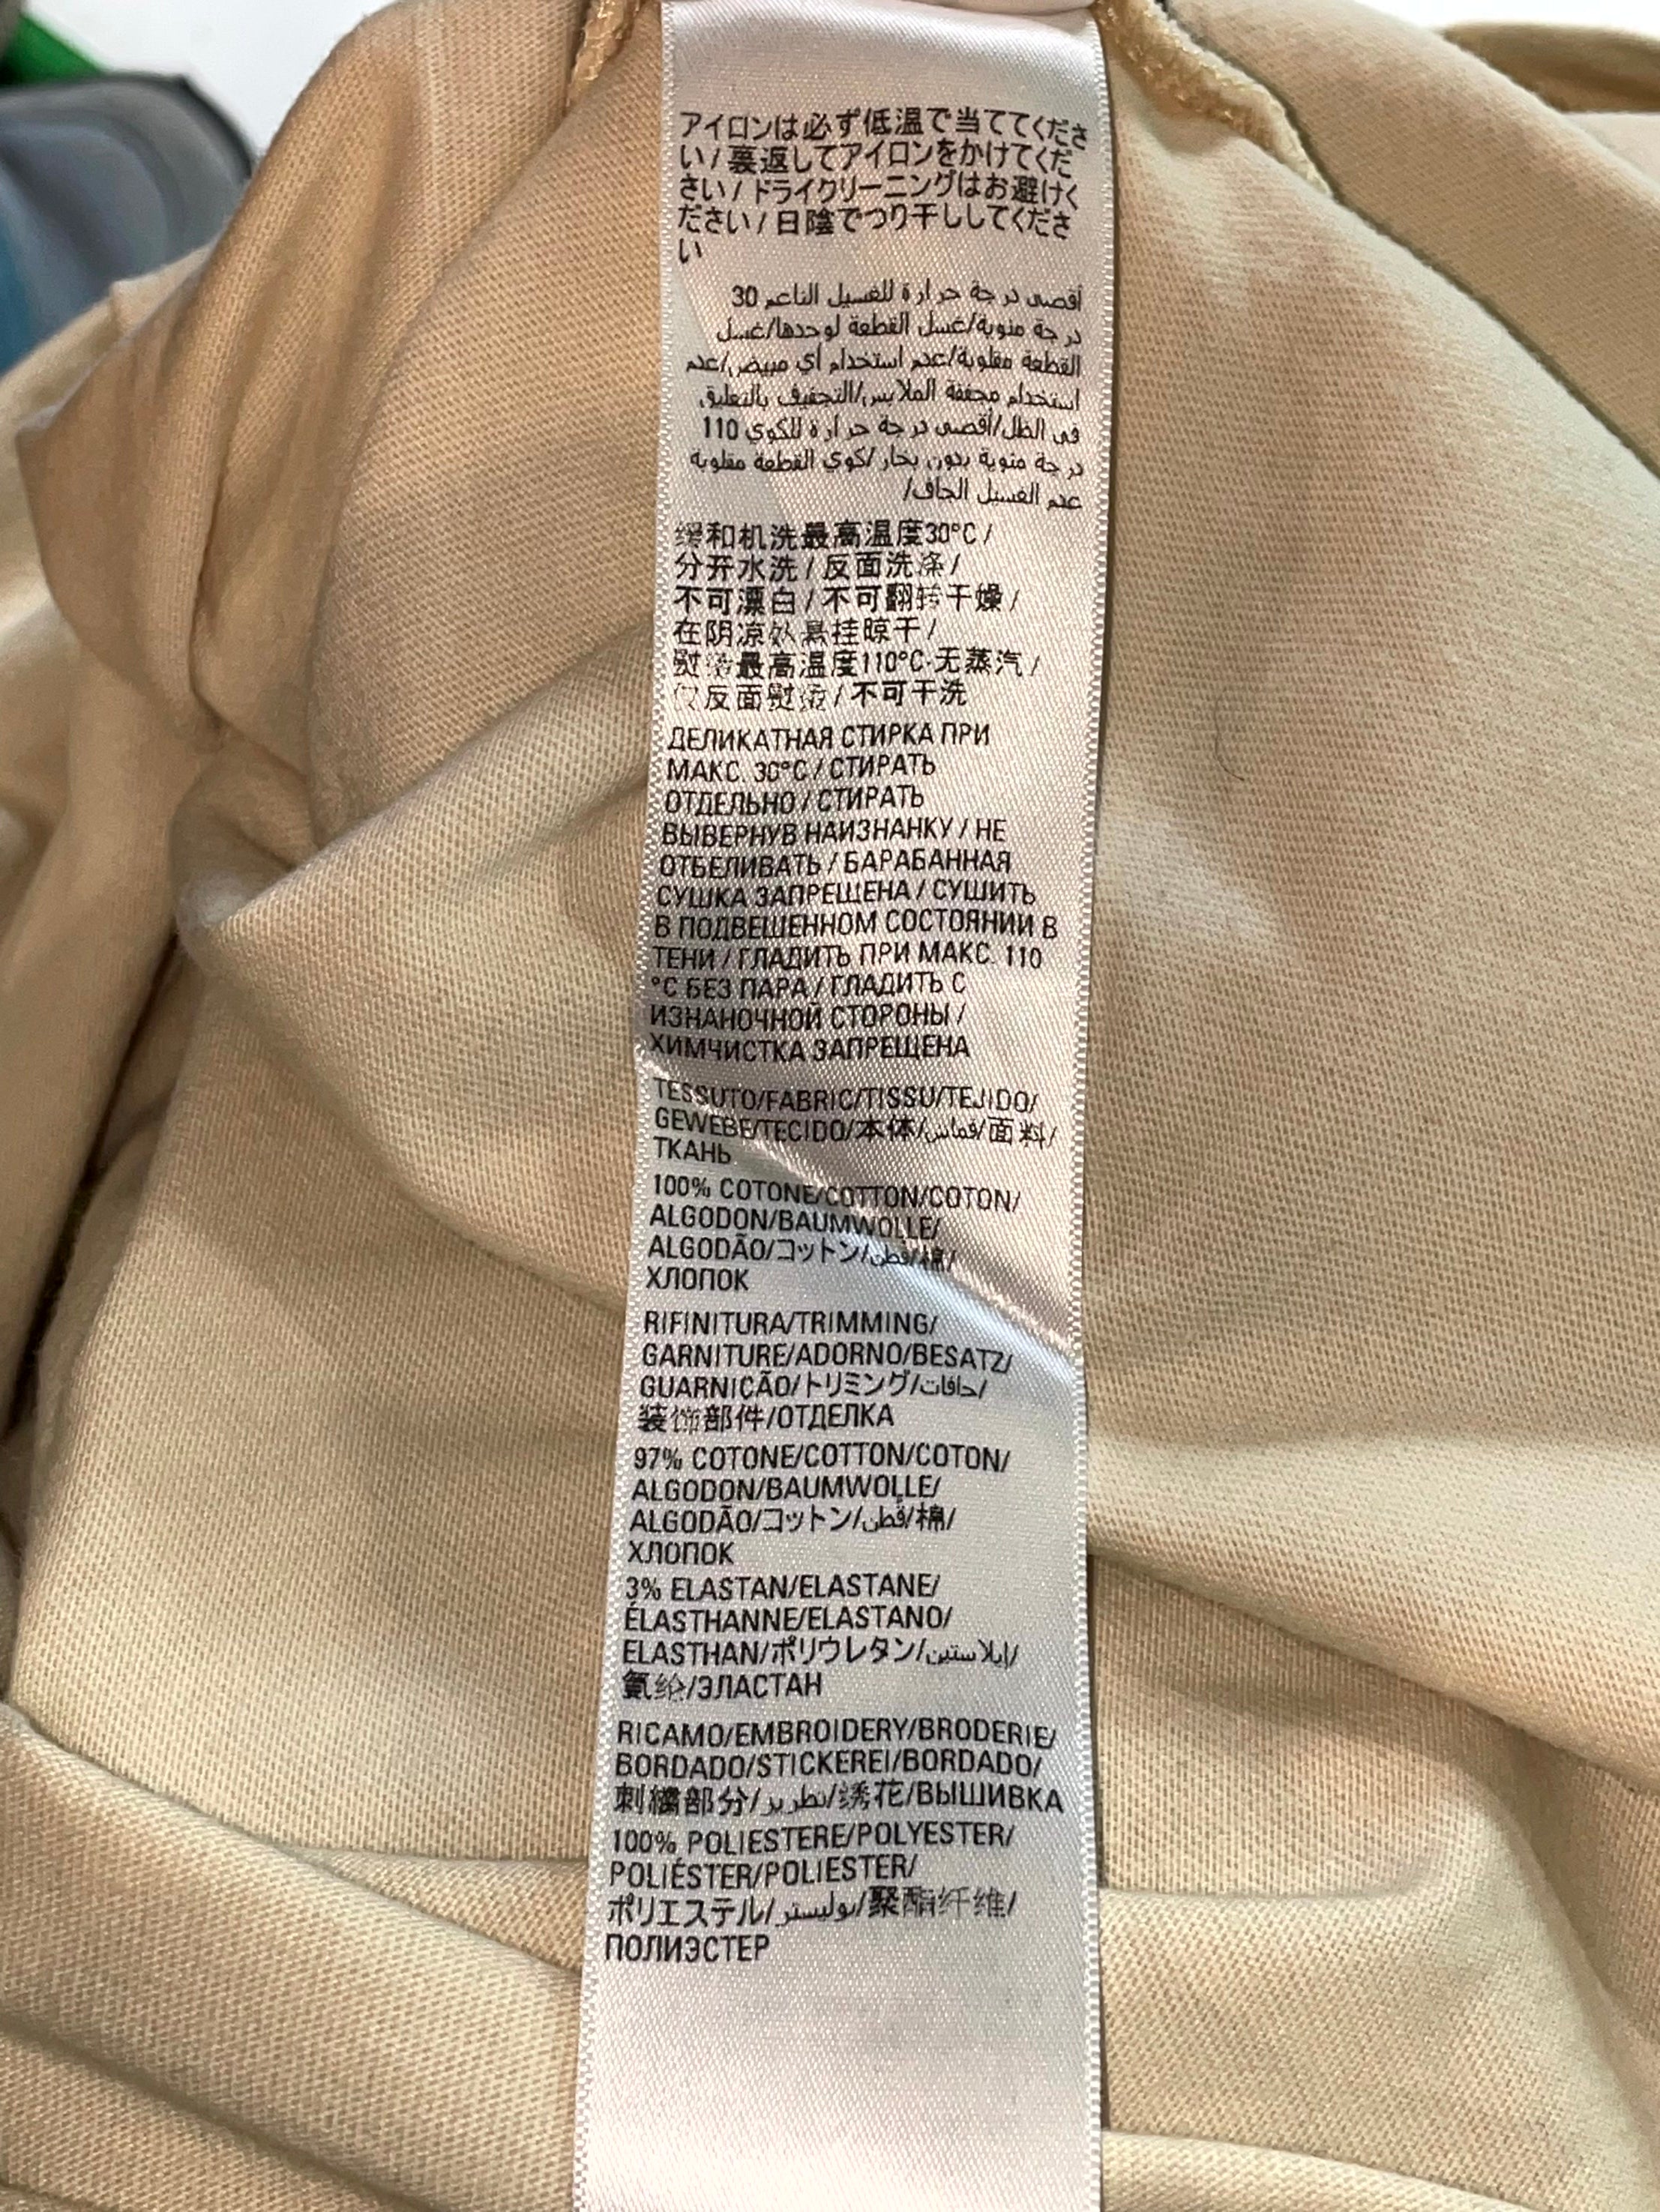 アイロンは必ず低温で当ててくださ
い / 裏返してアイロンをかけてくだ
さい / ドライクリーニングはお避けく
ださい / 日陰でつり干ししてくださ
い
أقصى درجة حرارة للغسيل الناعم 30
درجة مئوية/غسل القطعة لوحدها/غسل
القطعة مقلوبة/عدم استخدام أي مبيض/عدم
استخدام مجففة الملابس/التجفيف بالتعليق
في الظل/أقصى درجة حرارة للكوي 110
درجة مئوية بدون بخار/كوي القطعة مقلوبة
/عدم الغسيل الجاف
缓和机洗最高温度30°C /
分开水洗 / 反面洗涤 /
不可漂白 / 不可翻转干燥 /
在阴凉处悬挂晾干 /
熨烫最高温度110°C-无蒸汽 /
仅反面熨烫 / 不可干洗
ДЕЛИКАТНАЯ СТИРКА ПРИ
МАКС. 30°C / СТИРАТЬ
ОТДЕЛЬНО / СТИРАТЬ
ВЫВЕРНУВ НАИЗНАНКУ / НЕ
ОТБЕЛИВАТЬ / БАРАБАННАЯ
СУШКА ЗАПРЕЩЕНА / СУШИТЬ
В ПОДВЕШЕННОМ СОСТОЯНИИ В
ТЕНИ / ГЛАДИТЬ ПРИ МАКС. 110
°C БЕЗ ПАРА / ГЛАДИТЬ С
ИЗНАНОЧНОЙ СТОРОНЫ /
ХИМЧИСТКА ЗАПРЕЩЕНА
TESSUTO/FABRIC/TISSU/TEJIDO/
GEWEBE/TECIDO/本体/قماش/面料/
ТКАНЬ
100% COTONE/COTTON/COTON/
ALGODON/BAUMWOLLE/
ALGODÃO/コットン/قطن/棉/
ХЛОПОК
RIFINITURA/TRIMMING/
GARNITURE/ADORNO/BESATZ/
GUARNICÃO/トリミング/حافات/
装饰部件/ОТДЕЛКА
97% COTONE/COTTON/COTON/
ALGODON/BAUMWOLLE/
ALGODÃO/コットン/قطن/棉/
ХЛОПОК
3% ELASTAN/ELASTANE/
ÉLASTHANNE/ELASTANO/
ELASTHAN/ポリウレタン/إيلاستين/
氨纶/ЭЛАСТАН
RICAMO/EMBROIDERY/BRODERIE/
BORDADO/STICKEREI/BORDADO/
刺繍部分/تطريز/绣花/ВЫШИВКА
100% POLIESTERE/POLYESTER/
POLIÉSTER/POLIESTER/
ポリエステル/بوليستر/聚酯纤维/
ПОЛИЭСТЕР